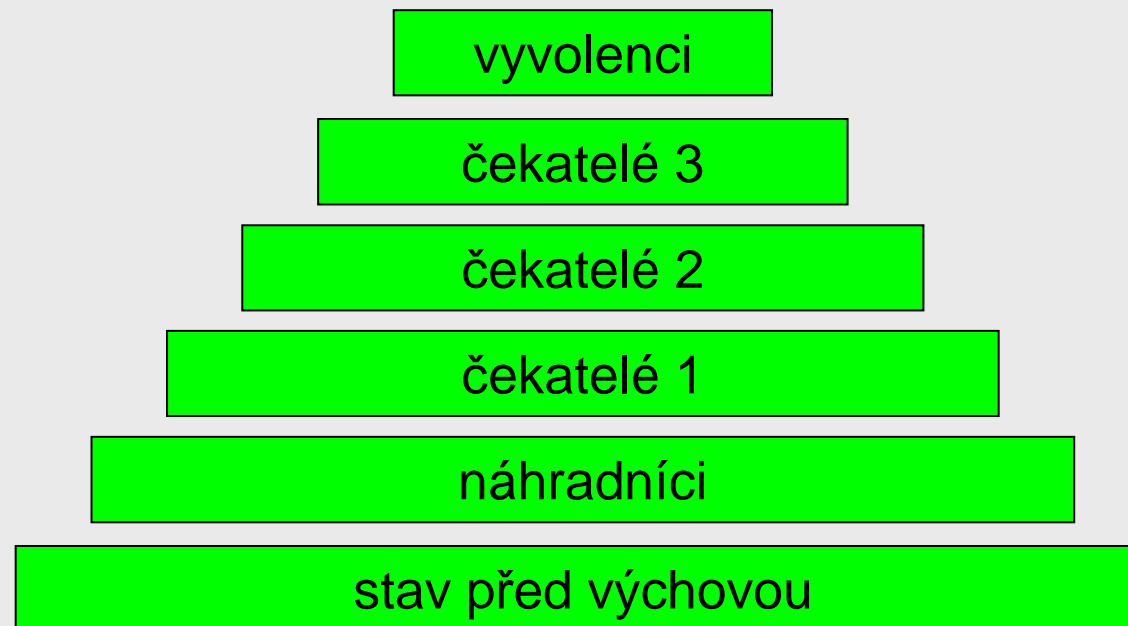 vyvolenci
čekatelé 3
čekatelé 2
čekatelé 1
náhradníci
stav před výchovou